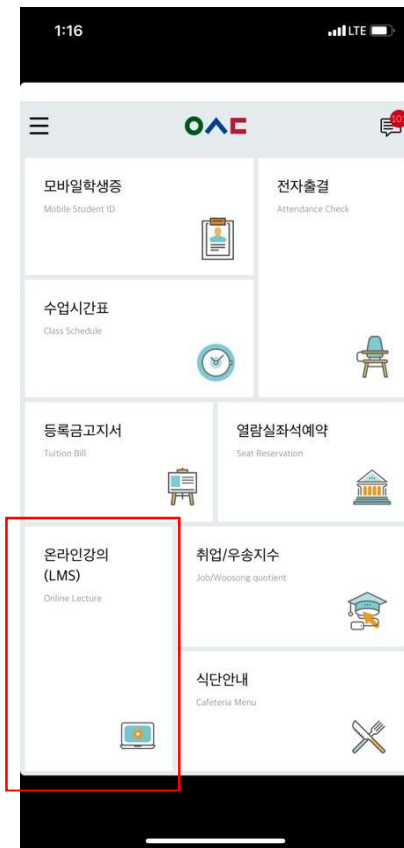 1:16
LTE
모바일학생증
Mobile Student ID
전자출결
Attendance Check
수업시간표
Class Schedule
등록금고지서
Tuition Bill
열람실좌석예약
Seat Reservation
온라인강의
(LMS)
Online Lecture
취업/우송지수
Job/Woosong quotient
식단안내
Cafeteria Menu